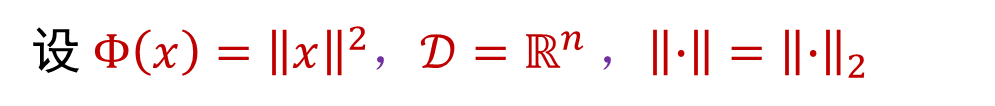 设 Φ(x) = ‖x‖², 𝒟 = ℝⁿ , ‖·‖ = ‖·‖₂